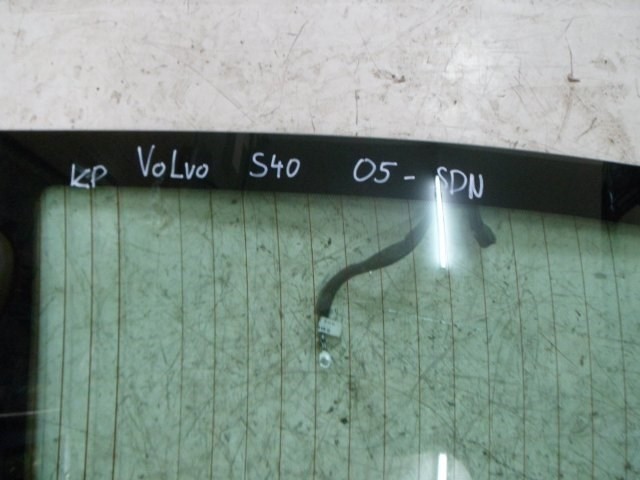 KP VOLVO S40 05- SDN